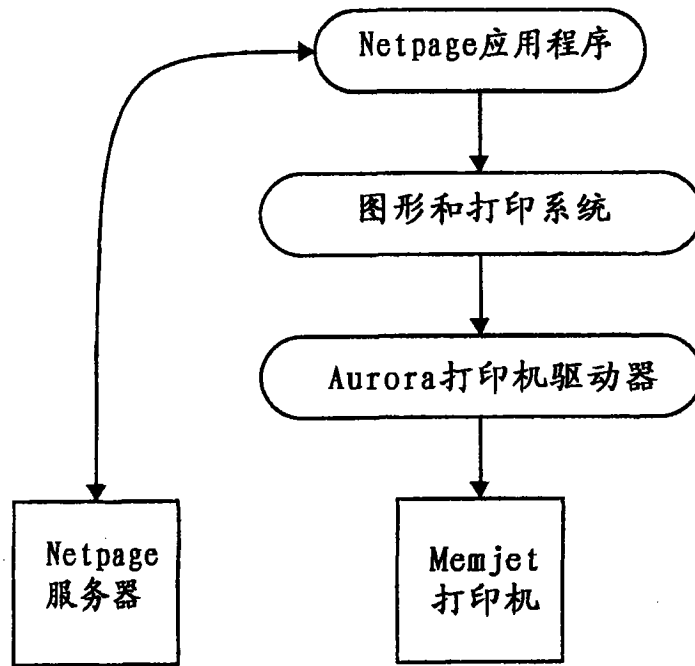 Netpage应用程序
图形和打印系统
Aurora打印机驱动器
Netpage
服务器
Memjet
打印机